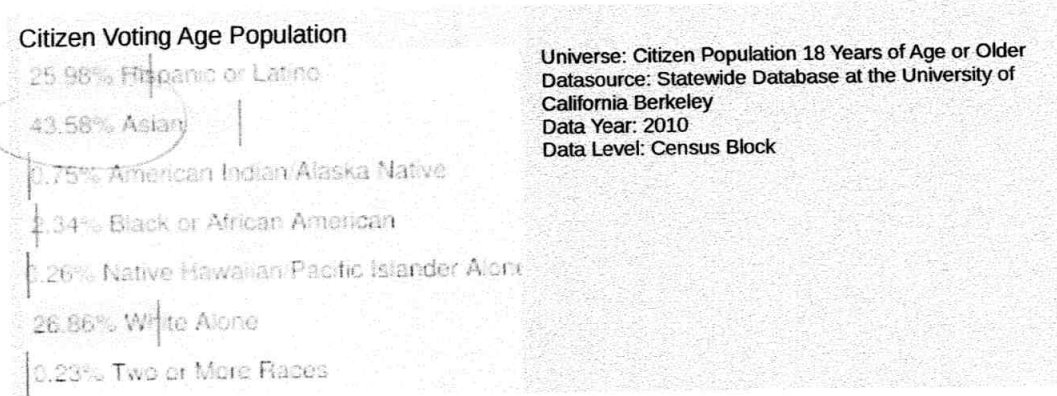 Citizen Voting Age Population
25.98% Hispanic or Latino
43.58% Asian
0.75% American Indian/Alaska Native
2.34% Black or African American
0.26% Native Hawaiian/Pacific Islander Alone
26.86% White Alone
0.23% Two or More Races
Universe: Citizen Population 18 Years of Age or Older
Datasource: Statewide Database at the University of
California Berkeley
Data Year: 2010
Data Level: Census Block